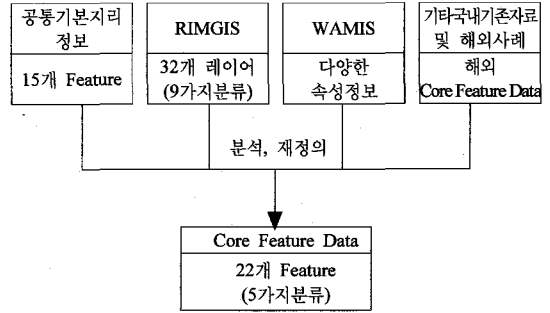 공통기본지리
정보
15개 Feature
RIMGIS
32개 레이어
(9가지분류)
WAMIS
다양한
속성정보
기타국내기존자료
및 해외사례
해외
Core Feature Data
분석, 재정의
Core Feature Data
22개 Feature
(5가지분류)